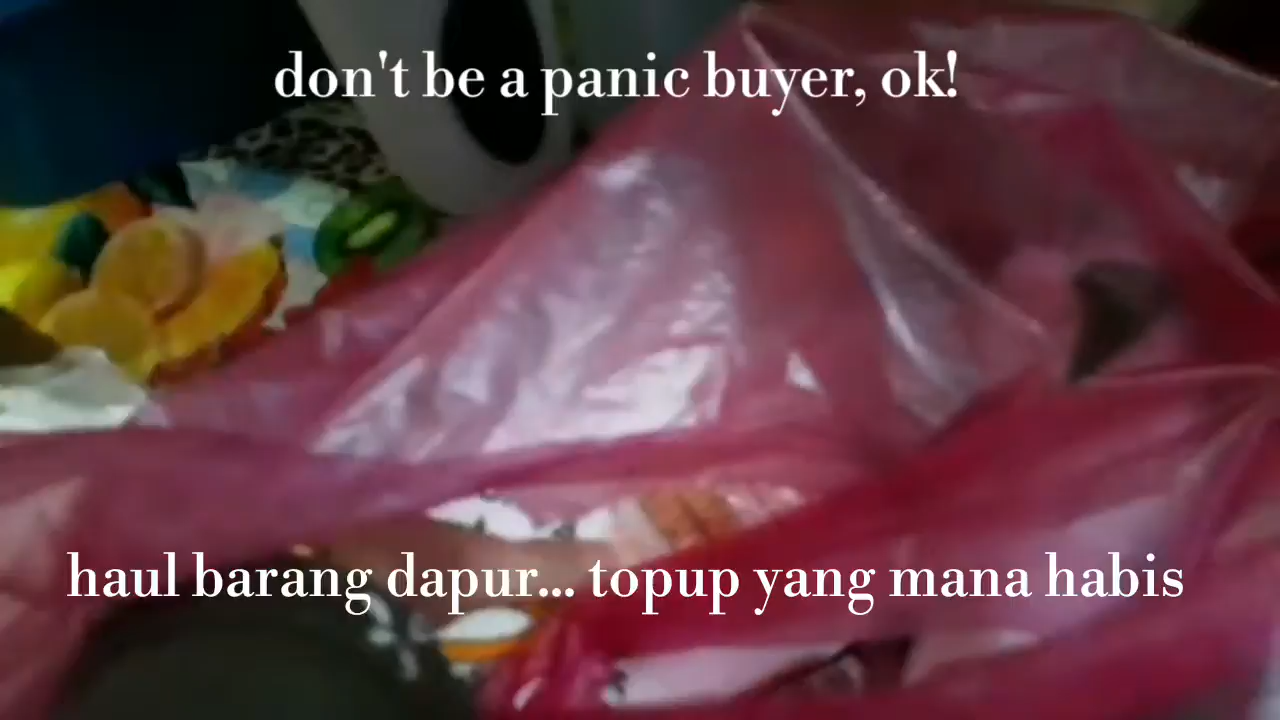 don't be a panic buyer, ok!
haul barang dapur... topup yang mana habis